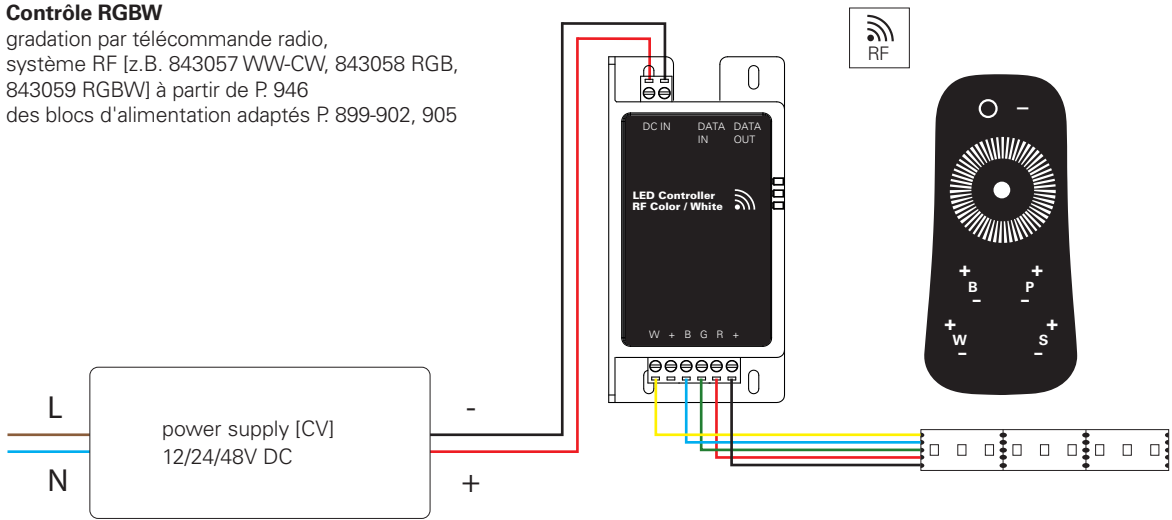 Contrôle RGBW
gradation par télécommande radio,
système RF [z.B. 843057 WW-CW, 843058 RGB,
843059 RGBW] à partir de P. 946
des blocs d'alimentation adaptés P. 899-902, 905
RF
DC IN DATA IN DATA OUT
LED Controller
RF Color / White
W + B G R +
L
N
power supply [CV]
12/24/48V DC
-
+
–
+ +
B P
– –
+ +
W S
– –